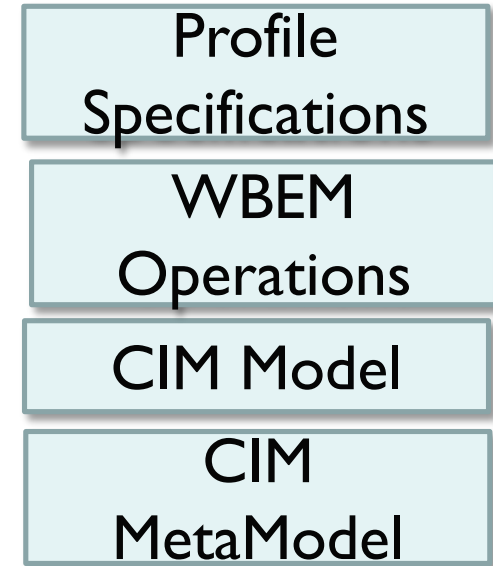 Profile
Specifications
WBEM
Operations
CIM Model
CIM
MetaModel